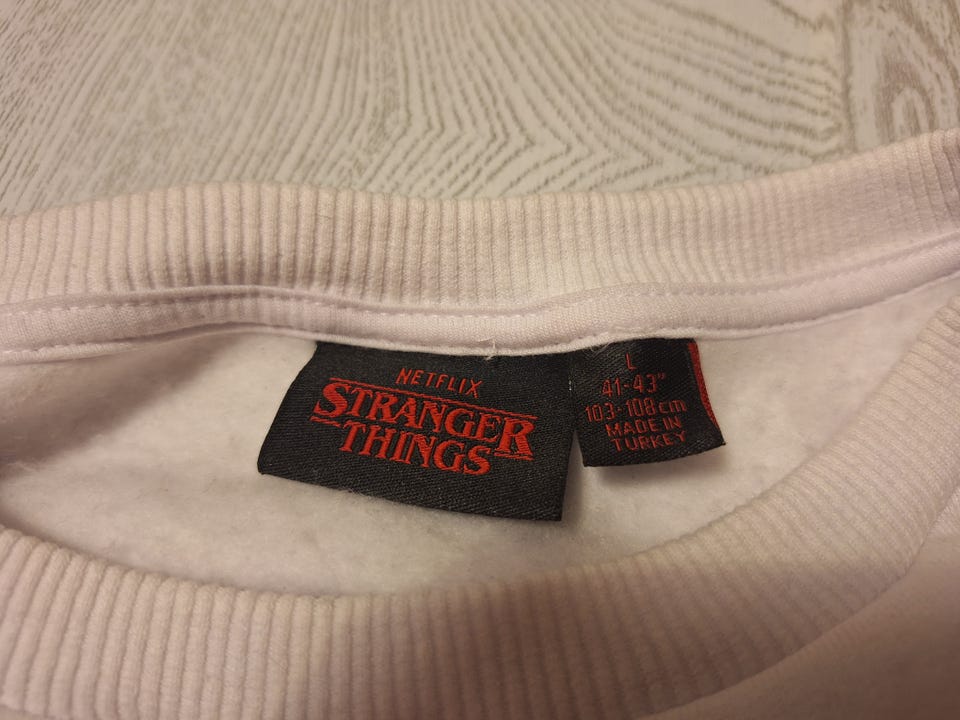 NETFLIX
STRANGER
THINGS
L
41-43"
103-108cm
MADE IN
TURKEY